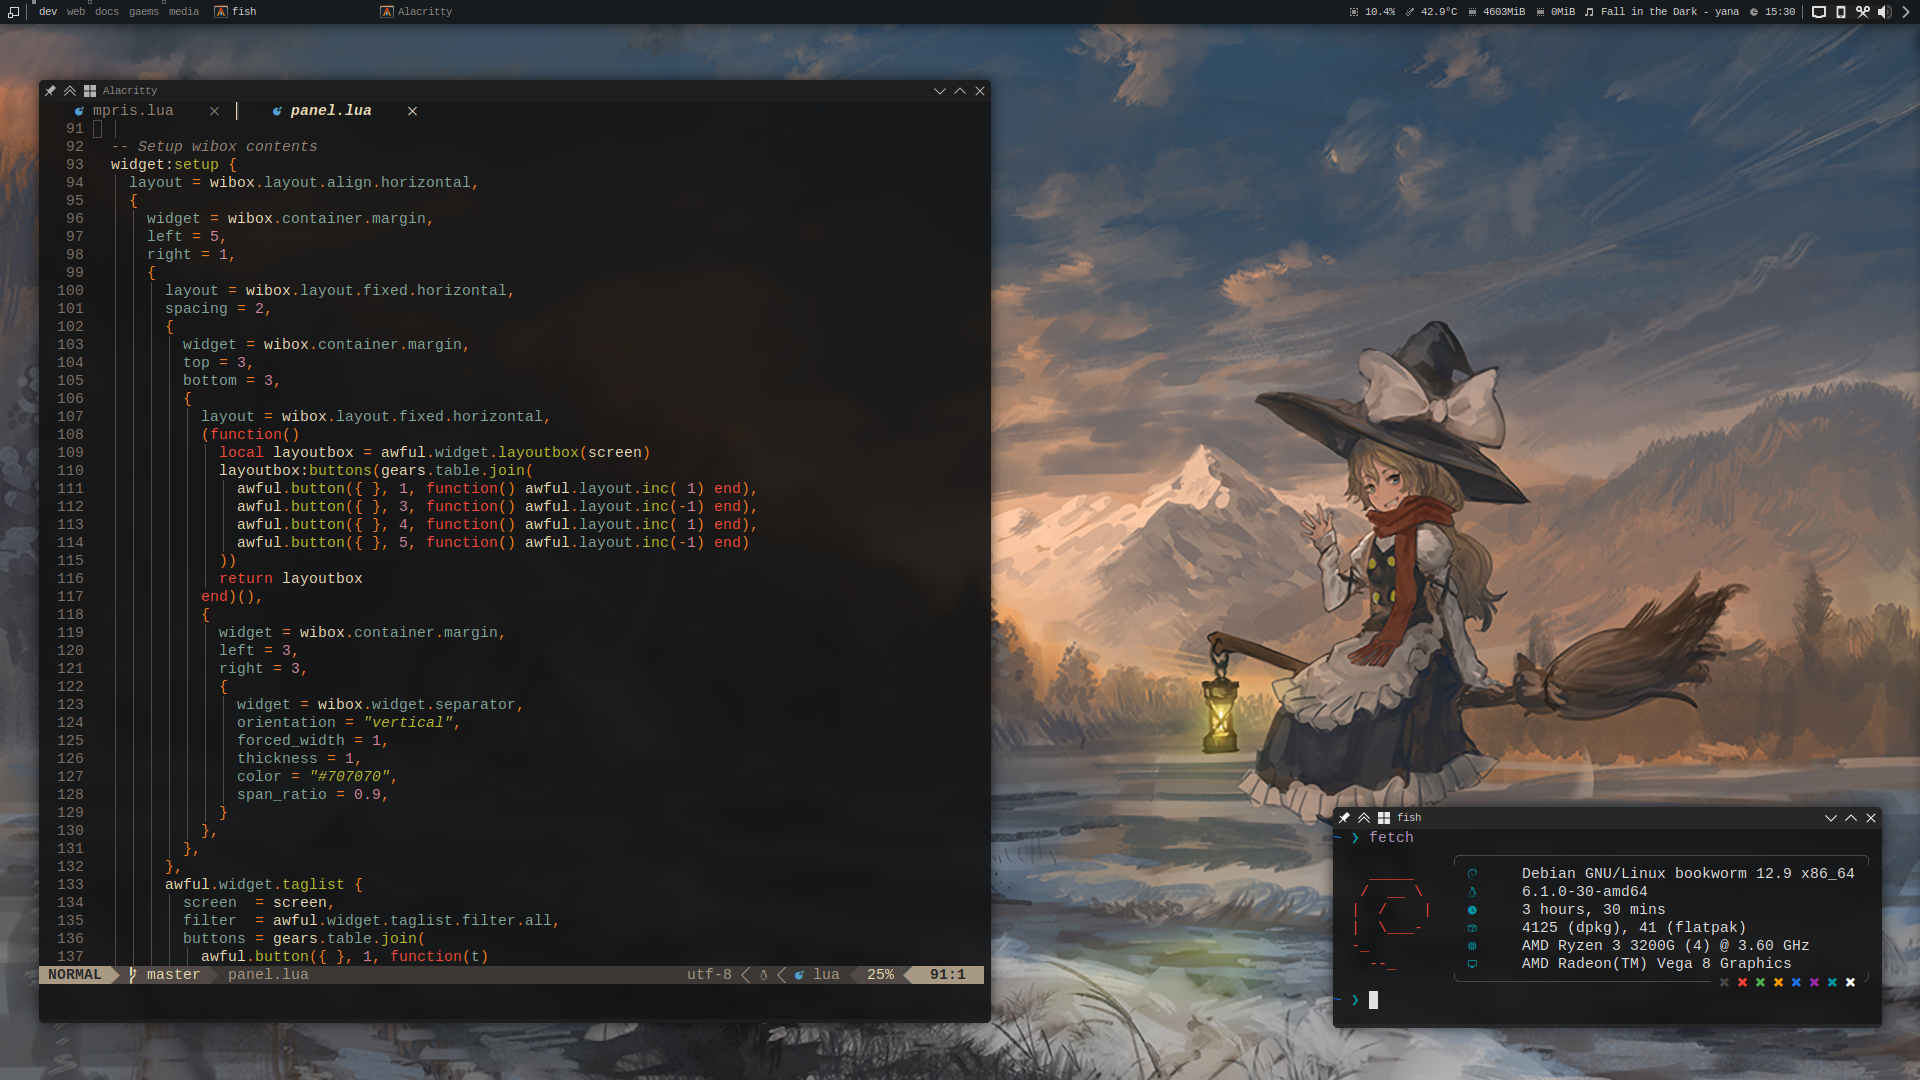 dev web docs gaems media fish Alacritty 10.4% 42.9°C 4603MiB 0MiB Fall in the Dark - yana 15:30
Alacritty
mpris.lua panel.lua
91
92 -- Setup wibox contents
93 widget:setup {
94 layout = wibox.layout.align.horizontal,
95 {
96 widget = wibox.container.margin,
97 left = 5,
98 right = 1,
99 {
100 layout = wibox.layout.fixed.horizontal,
101 spacing = 2,
102 {
103 widget = wibox.container.margin,
104 top = 3,
105 bottom = 3,
106 {
107 layout = wibox.layout.fixed.horizontal,
108 (function()
109 local layoutbox = awful.widget.layoutbox(screen)
110 layoutbox:buttons(gears.table.join(
111 awful.button({ }, 1, function() awful.layout.inc( 1) end),
112 awful.button({ }, 3, function() awful.layout.inc(-1) end),
113 awful.button({ }, 4, function() awful.layout.inc( 1) end),
114 awful.button({ }, 5, function() awful.layout.inc(-1) end)
115 ))
116 return layoutbox
117 end)(),
118 {
119 widget = wibox.container.margin,
120 left = 3,
121 right = 3,
122 {
123 widget = wibox.widget.separator,
124 orientation = "vertical",
125 forced_width = 1,
126 thickness = 1,
127 color = "#707070",
128 span_ratio = 0.9,
129 }
130 },
131 },
132 },
133 awful.widget.taglist {
134 screen = screen,
135 filter = awful.widget.taglist.filter.all,
136 buttons = gears.table.join(
137 awful.button({ }, 1, function(t)
NORMAL master panel.lua utf-8 lua 25% 91:1
fish
~ ❯ fetch
Debian GNU/Linux bookworm 12.9 x86_64
6.1.0-30-amd64
3 hours, 30 mins
4125 (dpkg), 41 (flatpak)
AMD Ryzen 3 3200G (4) @ 3.60 GHz
AMD Radeon(TM) Vega 8 Graphics
~ ❯